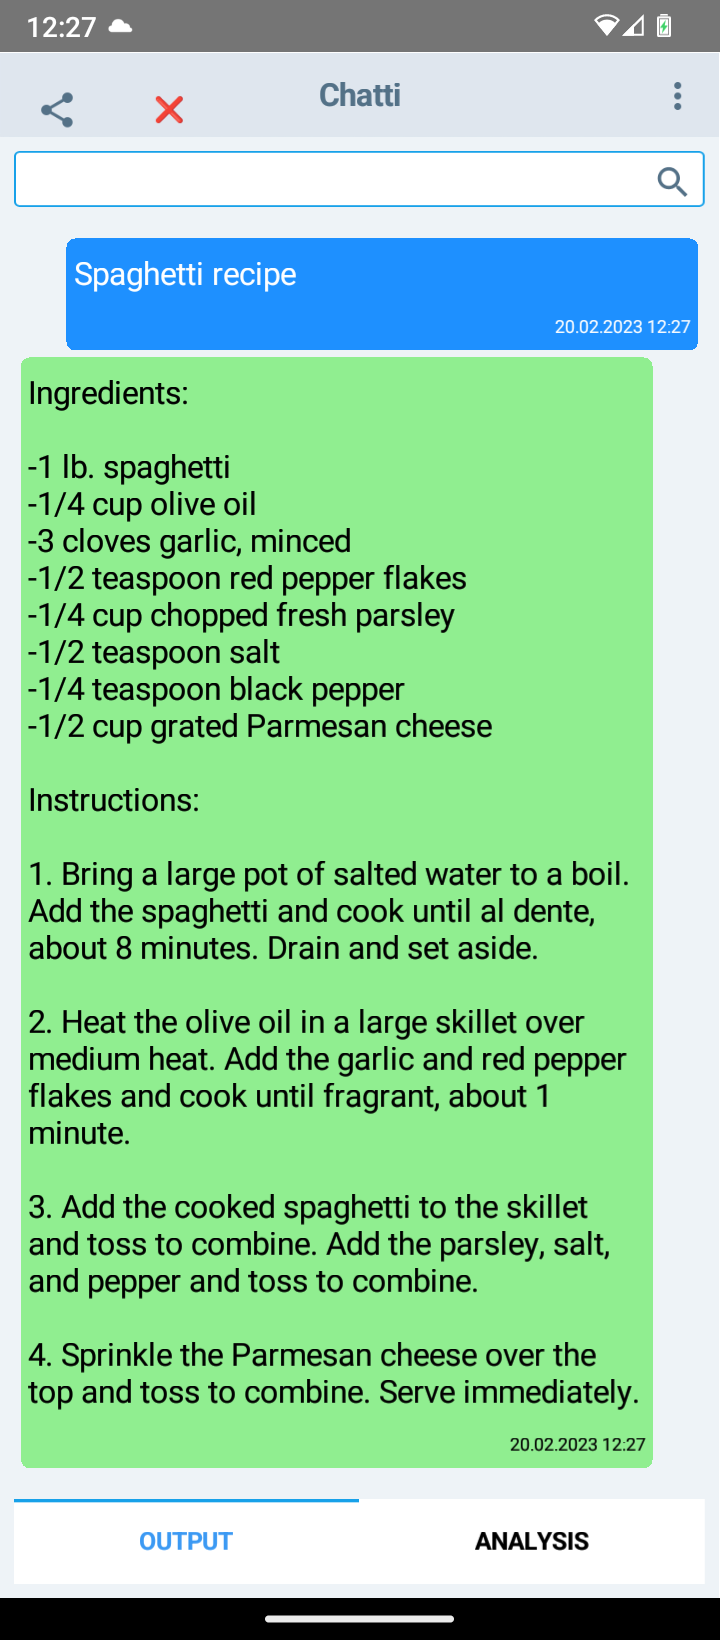 12:27
Chatti
Spaghetti recipe
20.02.2023 12:27
Ingredients:
-1 lb. spaghetti
-1/4 cup olive oil
-3 cloves garlic, minced
-1/2 teaspoon red pepper flakes
-1/4 cup chopped fresh parsley
-1/2 teaspoon salt
-1/4 teaspoon black pepper
-1/2 cup grated Parmesan cheese
Instructions:
1. Bring a large pot of salted water to a boil.
Add the spaghetti and cook until al dente,
about 8 minutes. Drain and set aside.
2. Heat the olive oil in a large skillet over
medium heat. Add the garlic and red pepper
flakes and cook until fragrant, about 1
minute.
3. Add the cooked spaghetti to the skillet
and toss to combine. Add the parsley, salt,
and pepper and toss to combine.
4. Sprinkle the Parmesan cheese over the
top and toss to combine. Serve immediately.
20.02.2023 12:27
OUTPUT
ANALYSIS